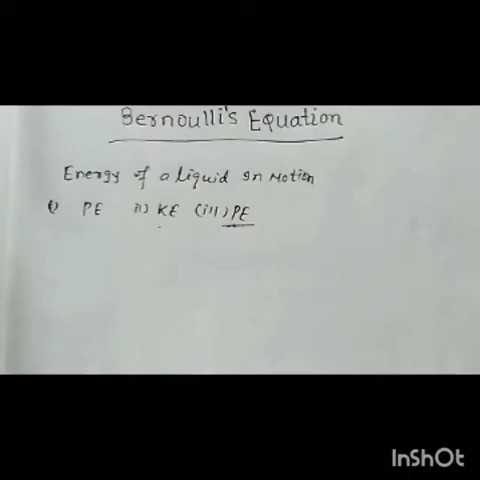 Bernoulli's Equation
Energy of a liquid In Motion
i) PE ii) KE (iii) PE
InShOt